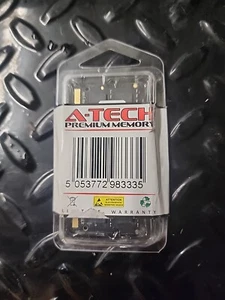 A-TECH
PREMIUM MEMORY
5 053772 983335
WARRANTY